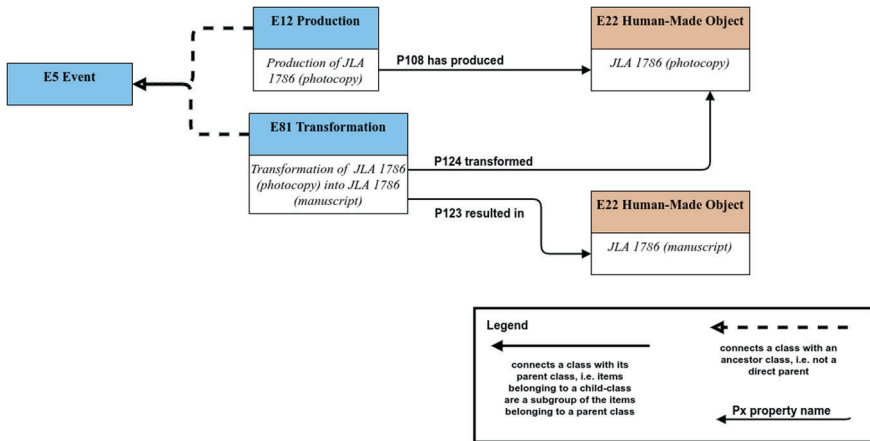 E12 Production
Production of JLA
1786 (photocopy)
P108 has produced
E22 Human-Made Object
JLA 1786 (photocopy)
E5 Event
E81 Transformation
Transformation of JLA 1786
(photocopy) into JLA 1786
(manuscript)
P124 transformed
P123 resulted in
E22 Human-Made Object
JLA 1786 (manuscript)
Legend
connects a class with its
parent class, i.e. items
belonging to a child-class
are a subgroup of the items
belonging to a parent class
connects a class with an
ancestor class, i.e. not a
direct parent
Px property name